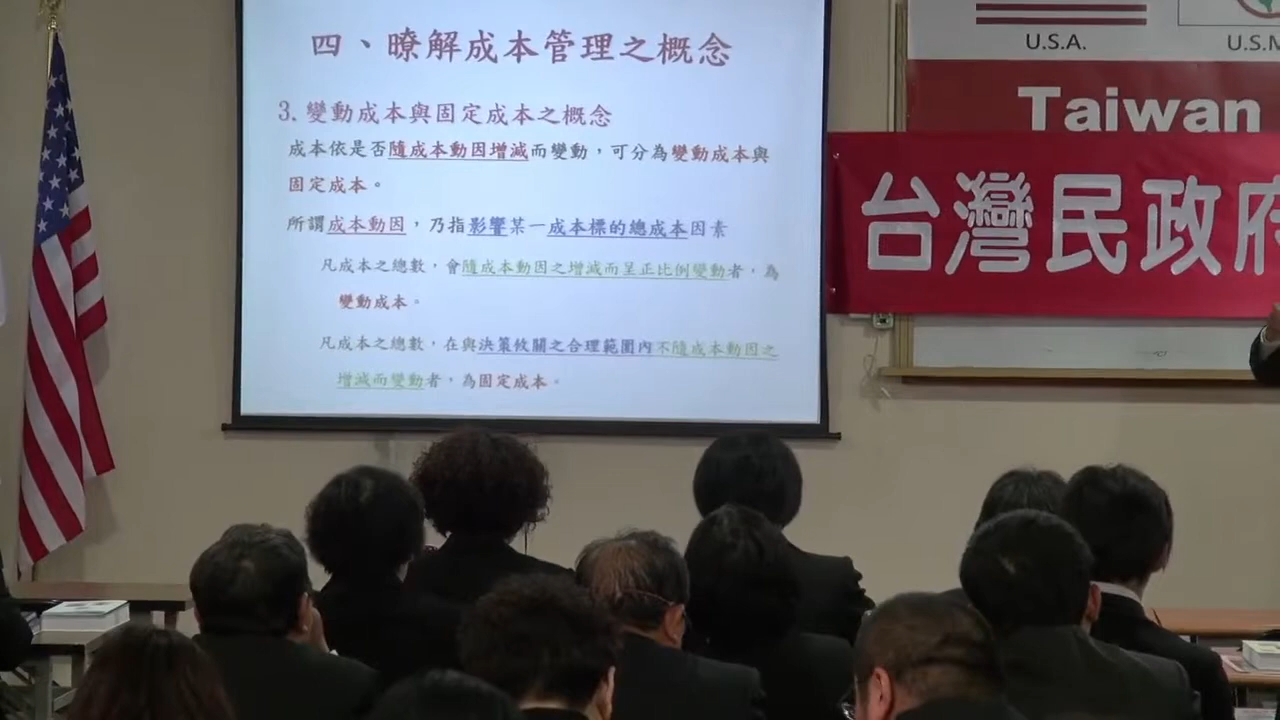 四、瞭解成本管理之概念
3. 變動成本與固定成本之概念
成本依是否隨成本動因增減而變動，可分為變動成本與
固定成本。
所謂成本動因，乃指影響某一成本標的總成本因素
凡成本之總數，會隨成本動因之增減而呈正比例變動者，為
變動成本。
凡成本之總數，在與決策攸關之合理範圍內不隨成本動因之
增減而變動者，為固定成本。
U.S.A.
U.S.M
Taiwan
台灣民政府